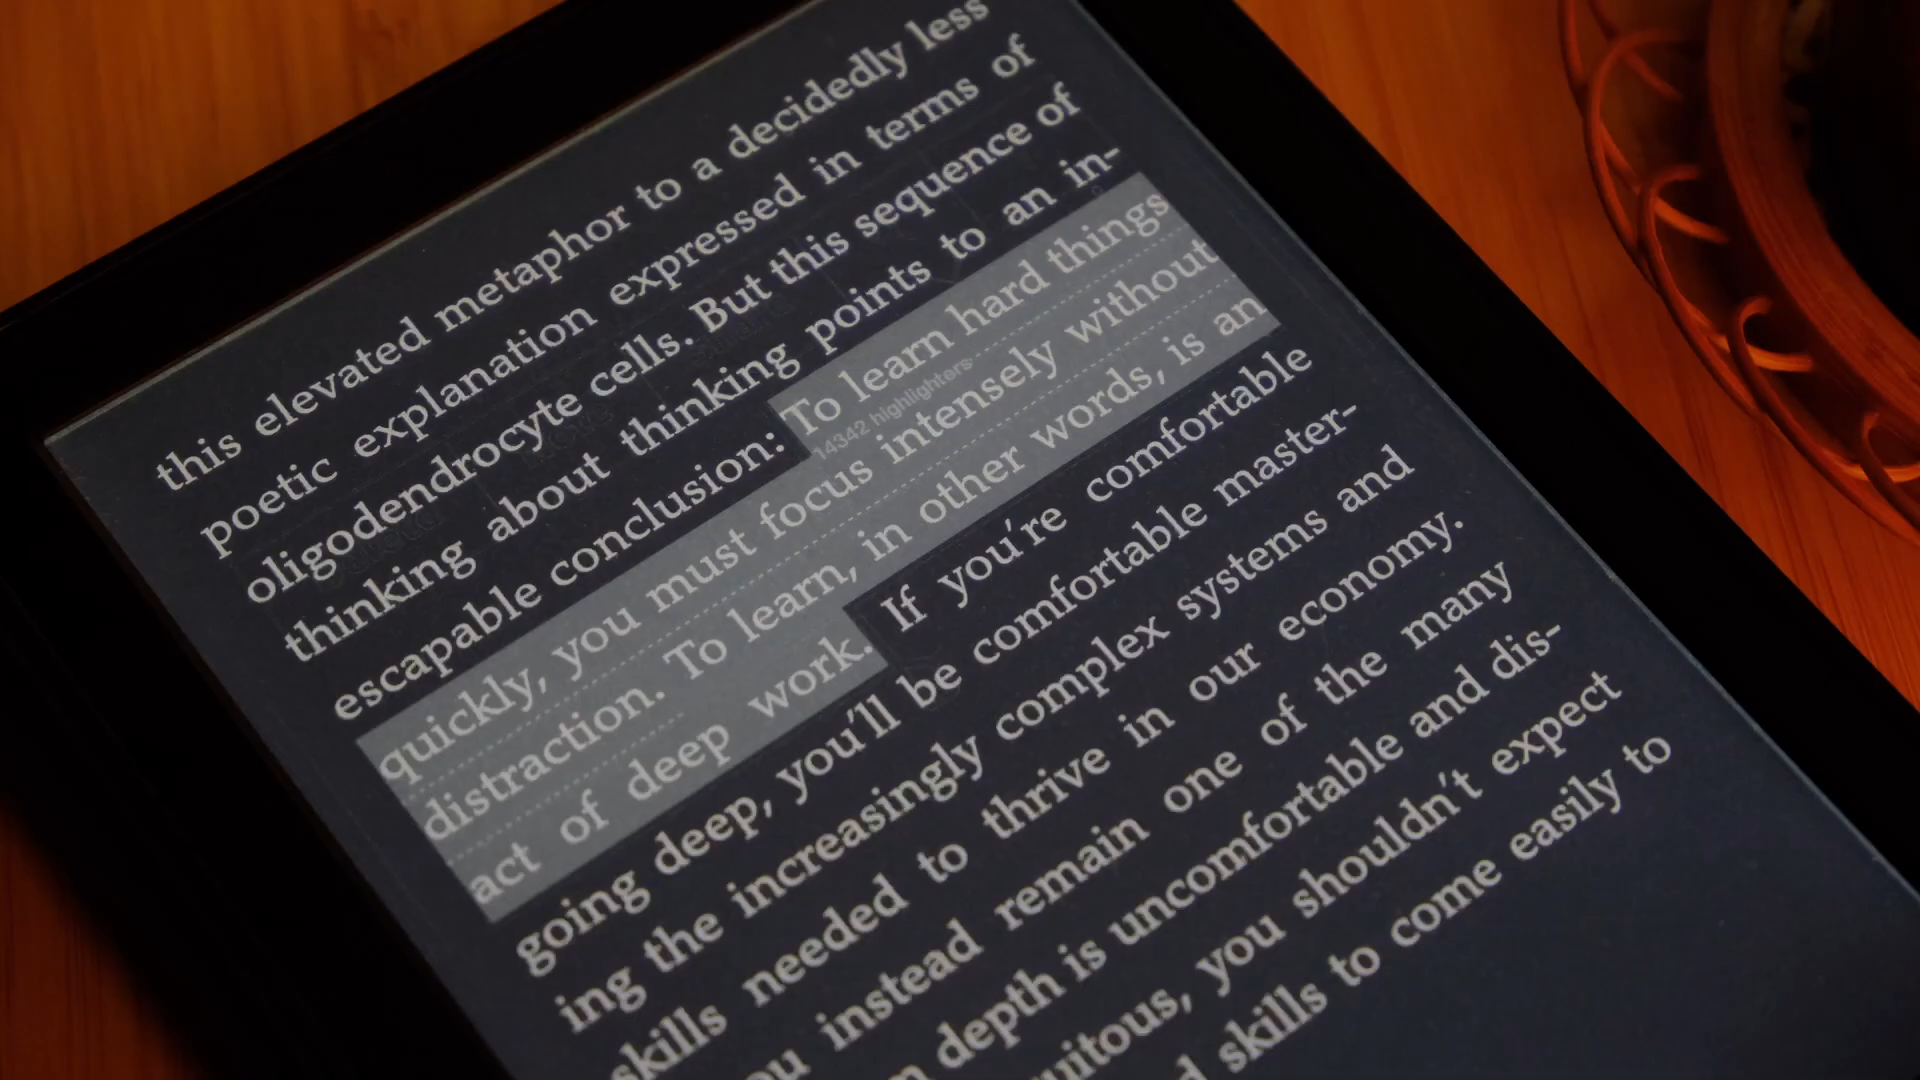 this elevated metaphor to a decidedly less
poetic explanation expressed in terms of
oligodendrocyte cells. But this sequence of
thinking about thinking points to an in-
escapable conclusion: To learn hard things
14342 highlighters
quickly, you must focus intensely without
distraction. To learn, in other words, is an
act of deep work. If you're comfortable
going deep, you'll be comfortable master-
ing the increasingly complex systems and
skills needed to thrive in our economy.
instead remain one of the many
depth is uncomfortable and dis-
you shouldn't expect
skills to come easily to